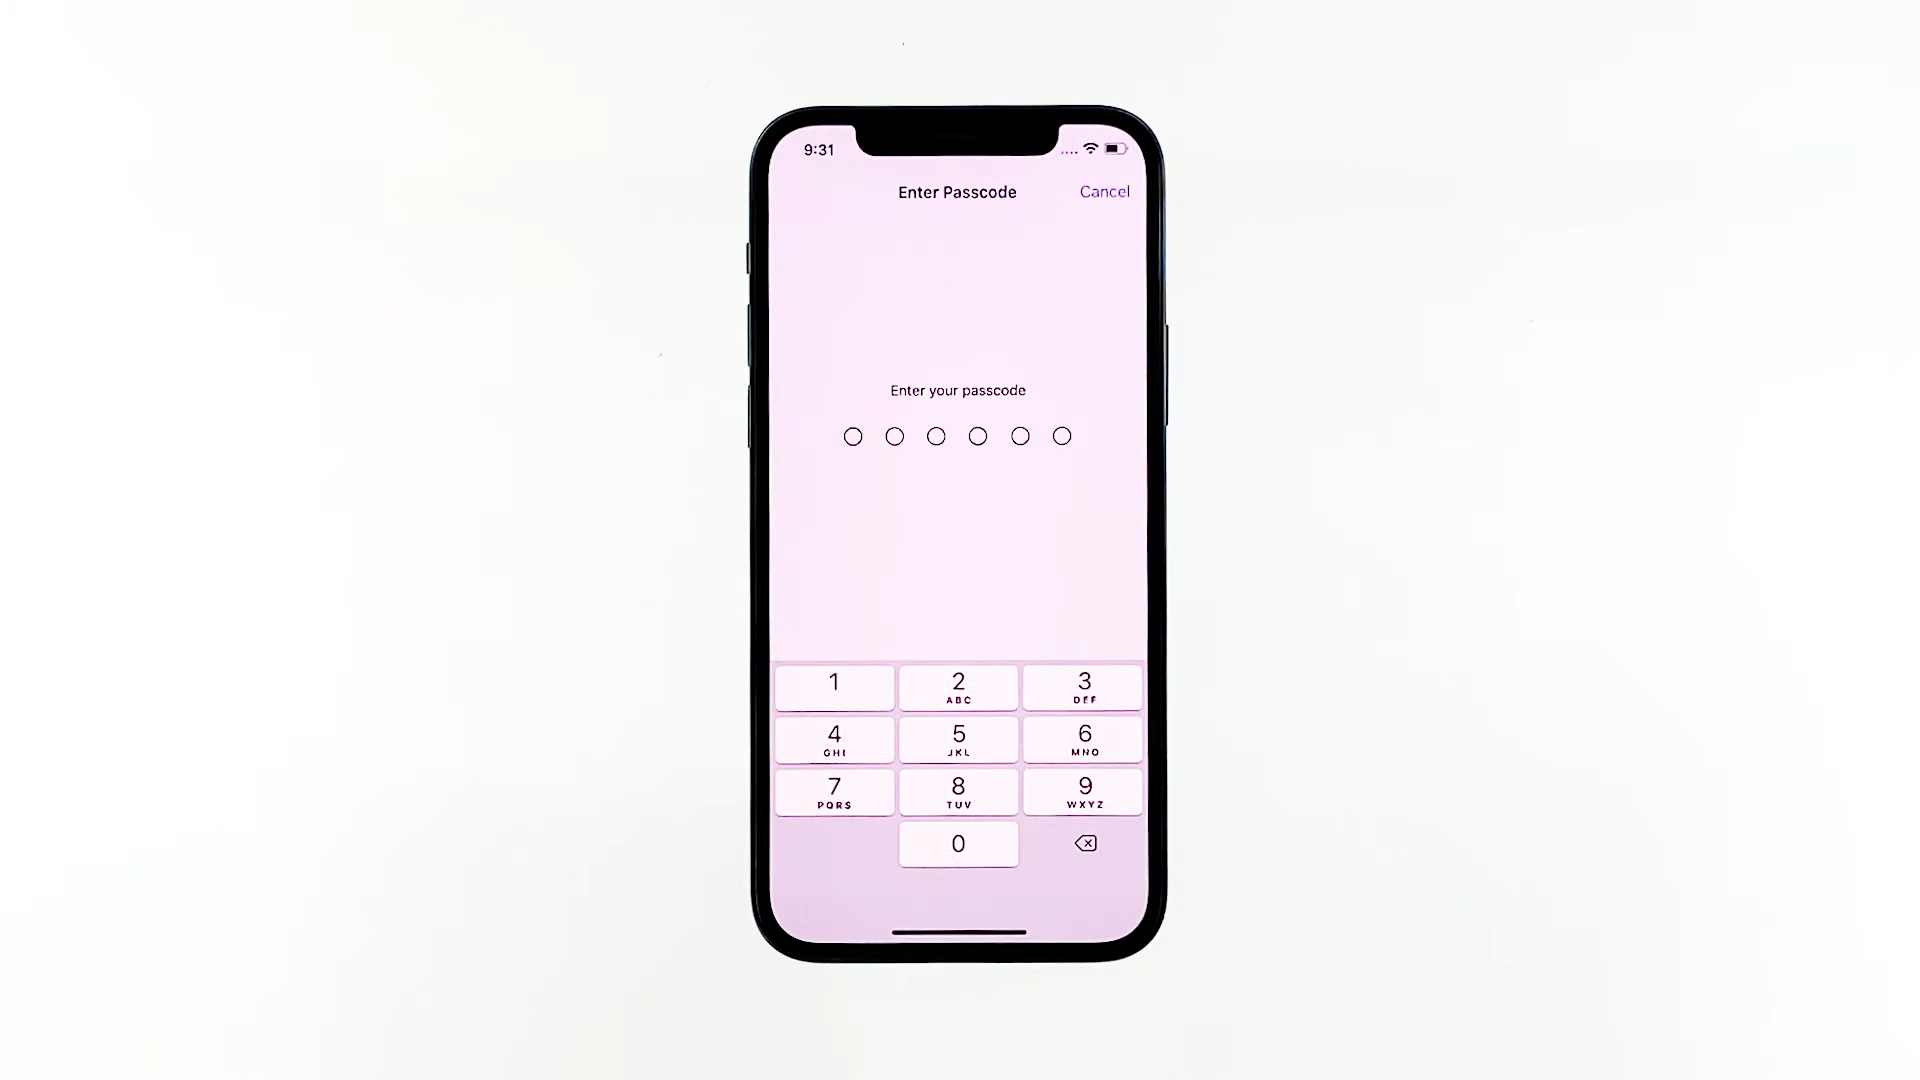 9:31
Enter Passcode
Cancel
Enter your passcode
1
2
3
ABC
DEF
4
5
6
GHI
JKL
MNO
7
8
9
PQRS
TUV
WXYZ
0